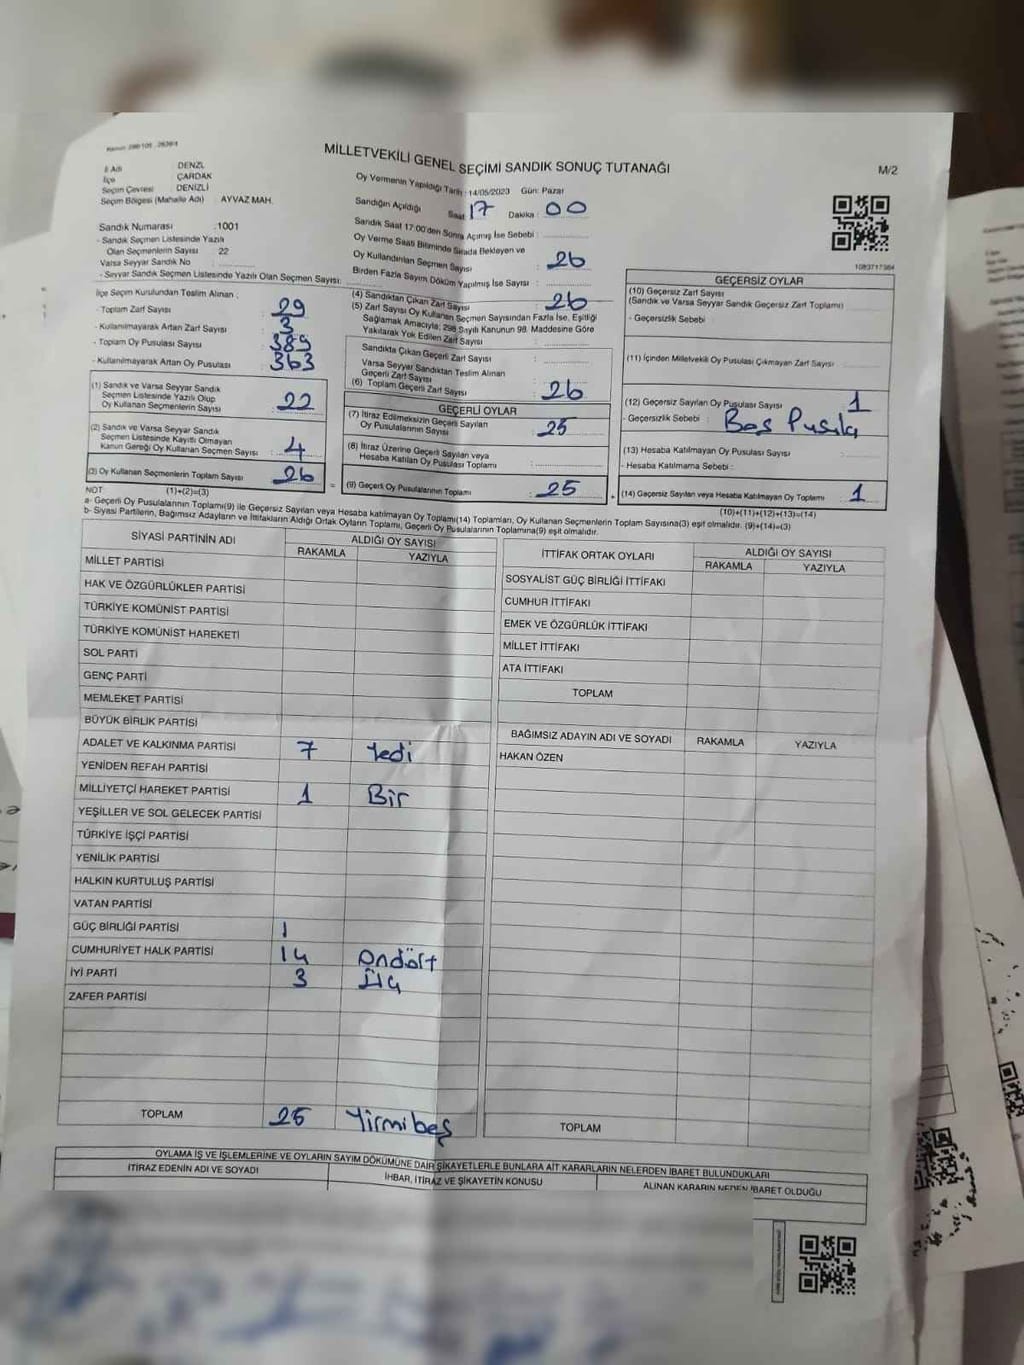 MİLLETVEKİLİ GENEL SEÇİMİ SANDIK SONUÇ TUTANAĞI
M/2
İl Adı : DENZL
İlçe : ÇARDAK
Seçim Çevresi : DENİZLİ
Seçim Bölgesi (Mahalle Adı) : AYVAZ MAH.
Sandık Numarası : 1001
- Sandık Seçmen Listesinde Yazılı
Olan Seçmenlerin Sayısı : 22
Varsa Seyyar Sandık No :
- Seyyar Sandık Seçmen Listesinde Yazılı Olan Seçmen Sayısı:
Oy Vermenin Yapıldığı Tarih : 14/05/2023 Gün: Pazar
Sandığın Açıldığı Saat : 17 Dakika : 00
Sandık Saat 17:00'den Sonra Açılmış İse Sebebi :
Oy Verme Saati Bitiminde Sırada Bekleyen ve
Oy Kullandırılan Seçmen Sayısı : 26
Birden Fazla Sayım Döküm Yapılmış İse Sayısı :
1083717384
İlçe Seçim Kurulundan Teslim Alınan :
- Toplam Zarf Sayısı : 29
- Kullanılmayarak Artan Zarf Sayısı : 3
- Toplam Oy Pusulası Sayısı : 389
- Kullanılmayarak Artan Oy Pusulası : 363
(1) Sandık ve Varsa Seyyar Sandık
Seçmen Listesinde Yazılı Olup
Oy Kullanan Seçmenlerin Sayısı : 22
(2) Sandık ve Varsa Seyyar Sandık
Seçmen Listesinde Kayıtlı Olmayan
Kanun Gereği Oy Kullanan Seçmen Sayısı : 4
(3) Oy Kullanan Seçmenlerin Toplam Sayısı : 26
(1)+(2)=(3)
(4) Sandıktan Çıkan Zarf Sayısı : 26
(5) Zarf Sayısı Oy Kullanan Seçmen Sayısından Fazla İse, Eşitliği
Sağlamak Amacıyla; 298 Sayılı Kanunun 98. Maddesine Göre
Yakılarak Yok Edilen Zarf Sayısı :
Sandıkta Çıkan Geçerli Zarf Sayısı :
Varsa Seyyar Sandıktan Teslim Alınan
Geçerli Zarf Sayısı :
(6) Toplam Geçerli Zarf Sayısı : 26
GEÇERLİ OYLAR
(7) İtiraz Edilmeksizin Geçerli Sayılan
Oy Pusulalarının Sayısı : 25
(8) İtiraz Üzerine Geçerli Sayılan veya
Hesaba Katılan Oy Pusulası Toplamı :
= (9) Geçerli Oy Pusulalarının Toplamı : 25
GEÇERSİZ OYLAR
(10) Geçersiz Zarf Sayısı
(Sandık ve Varsa Seyyar Sandık Geçersiz Zarf Toplamı) :
- Geçersizlik Sebebi :
(11) İçinden Milletvekili Oy Pusulası Çıkmayan Zarf Sayısı :
(12) Geçersiz Sayılan Oy Pusulası Sayısı : 1
- Geçersizlik Sebebi : Boş Pusula
(13) Hesaba Katılmayan Oy Pusulası Sayısı :
- Hesaba Katılmama Sebebi :
+ (14) Geçersiz Sayılan veya Hesaba Katılmayan Oy Toplamı : 1
(10)+(11)+(12)+(13)=(14)
NOT
a- Geçerli Oy Pusulaların Toplamı(9) ile Geçersiz Sayılan veya Hesaba katılmayan Oy Toplamı(14) Toplamları, Oy Kullanan Seçmenlerin Toplam Sayısına(3) eşit olmalıdır. (9)+(14)=(3)
b- Siyasi Partilerin, Bağımsız Adayların ve İttifakların Aldığı Ortak Oyların Toplamı, Geçerli Oy Pusulalarının Toplamına(9) eşit olmalıdır.
SİYASİ PARTİNİN ADI ALDIĞI OY SAYISI
RAKAMLA YAZIYLA
MİLLET PARTİSİ
HAK VE ÖZGÜRLÜKLER PARTİSİ
TÜRKİYE KOMÜNİST PARTİSİ
TÜRKİYE KOMÜNİST HAREKETİ
SOL PARTİ
GENÇ PARTİ
MEMLEKET PARTİSİ
BÜYÜK BİRLİK PARTİSİ
ADALET VE KALKINMA PARTİSİ 7 Yedi
YENİDEN REFAH PARTİSİ
MİLLİYETÇİ HAREKET PARTİSİ 1 Bir
YEŞİLLER VE SOL GELECEK PARTİSİ
TÜRKİYE İŞÇİ PARTİSİ
YENİLİK PARTİSİ
HALKIN KURTULUŞ PARTİSİ
VATAN PARTİSİ
GÜÇ BİRLİĞİ PARTİSİ 1
CUMHURİYET HALK PARTİSİ 14 Ondört
İYİ PARTİ 3 Üç
ZAFER PARTİSİ
TOPLAM 25 Yirmibeş
İTTİFAK ORTAK OYLARI ALDIĞI OY SAYISI
RAKAMLA YAZIYLA
SOSYALİST GÜÇ BİRLİĞİ İTTİFAKI
CUMHUR İTTİFAKI
EMEK VE ÖZGÜRLÜK İTTİFAKI
MİLLET İTTİFAKI
ATA İTTİFAKI
TOPLAM
BAĞIMSIZ ADAYIN ADI VE SOYADI RAKAMLA YAZIYLA
HAKAN ÖZEN
TOPLAM
OYLAMA İŞ VE İŞLEMLERİNE VE OYLARIN SAYIM DÖKÜMÜNE DAİR ŞİKAYETLERLE BUNLARA AİT KARARLARIN NELERDEN İBARET BULUNDUKLARI
İTİRAZ EDENİN ADI VE SOYADI İHBAR, İTİRAZ VE ŞİKAYETİN KONUSU ALINAN KARARIN NEDEN İBARET OLDUĞU